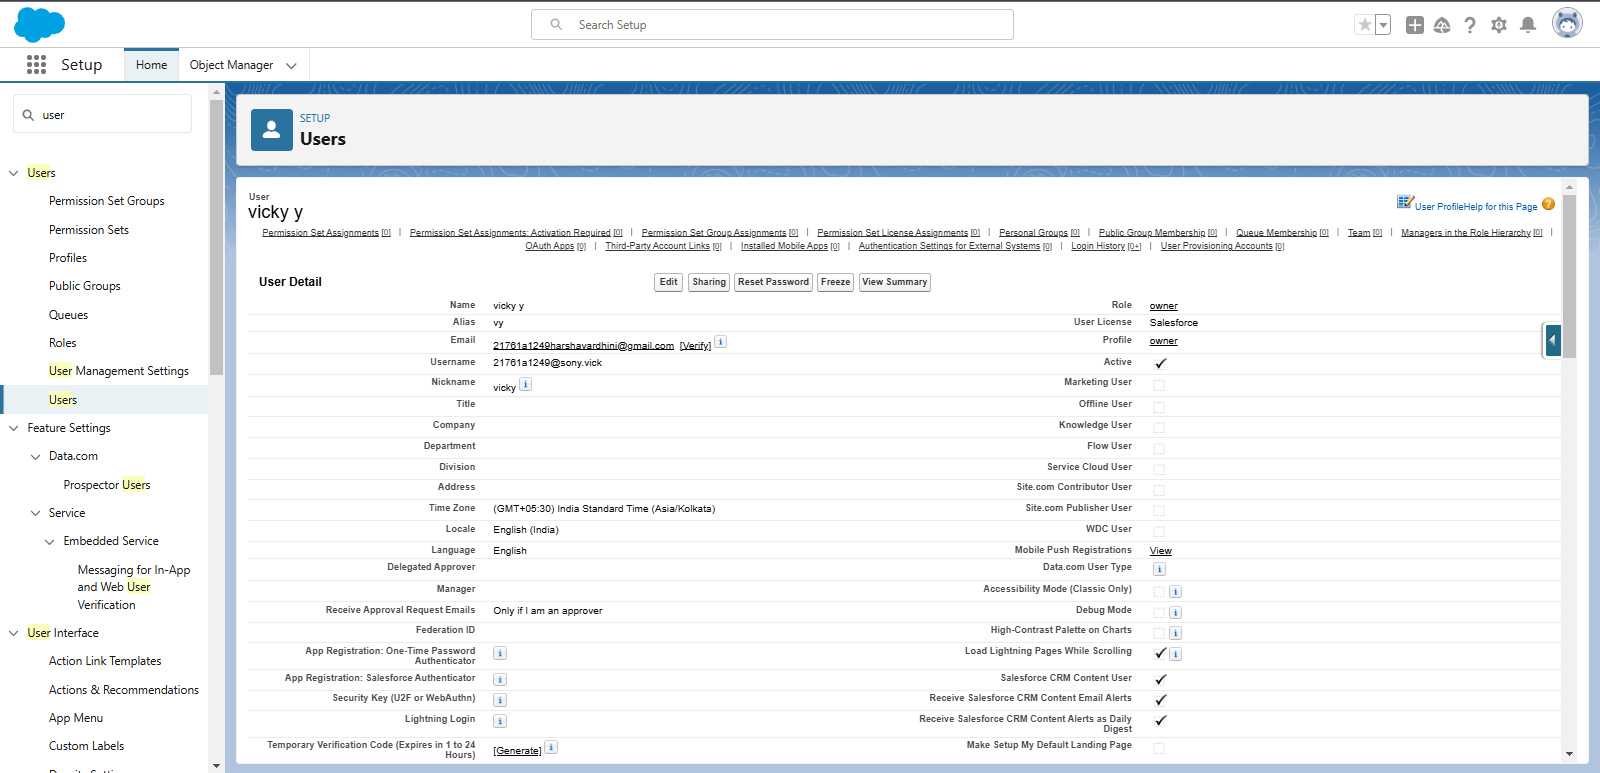 Search Setup
Setup
Home
Object Manager
user
Users
Permission Set Groups
Permission Sets
Profiles
Public Groups
Queues
Roles
User Management Settings
Users
Feature Settings
Data.com
Prospector Users
Service
Embedded Service
Messaging for In-App
and Web User
Verification
User Interface
Action Link Templates
Actions & Recommendations
App Menu
Custom Labels
SETUP
Users
User
vicky y
User Profile Help for this Page
Permission Set Assignments [0] | Permission Set Assignments: Activation Required [0] | Permission Set Group Assignments [0] | Permission Set License Assignments [0] | Personal Groups [0] | Public Group Membership [0] | Queue Membership [0] | Team [0] | Managers in the Role Hierarchy [0] |
OAuth Apps [0] | Third-Party Account Links [0] | Installed Mobile Apps [0] | Authentication Settings for External Systems [0] | Login History [0+] | User Provisioning Accounts [0]
User Detail
Edit Sharing Reset Password Freeze View Summary
Name vicky y Role owner
Alias vy User License Salesforce
Email 21761a1249harshavardhini@gmail.com [Verify] i Profile owner
Username 21761a1249@sony.vick Active
Nickname vicky i Marketing User
Title Offline User
Company Knowledge User
Department Flow User
Division Service Cloud User
Address Site.com Contributor User
Time Zone (GMT+05:30) India Standard Time (Asia/Kolkata) Site.com Publisher User
Locale English (India) WDC User
Language English Mobile Push Registrations View
Delegated Approver Data.com User Type i
Manager Accessibility Mode (Classic Only) i
Receive Approval Request Emails Only if I am an approver Debug Mode i
Federation ID High-Contrast Palette on Charts i
App Registration: One-Time Password
Authenticator i Load Lightning Pages While Scrolling i
App Registration: Salesforce Authenticator i Salesforce CRM Content User
Security Key (U2F or WebAuthn) i Receive Salesforce CRM Content Email Alerts
Lightning Login i Receive Salesforce CRM Content Alerts as Daily
Digest
Temporary Verification Code (Expires in 1 to 24
Hours) [Generate] i Make Setup My Default Landing Page